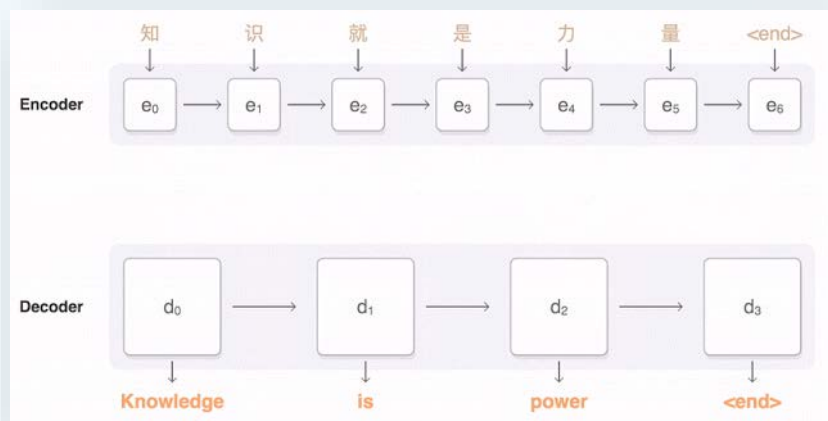 知 识 就 是 力 量 <end>
Encoder e₀ e₁ e₂ e₃ e₄ e₅ e₆
Decoder d₀ d₁ d₂ d₃
Knowledge is power <end>